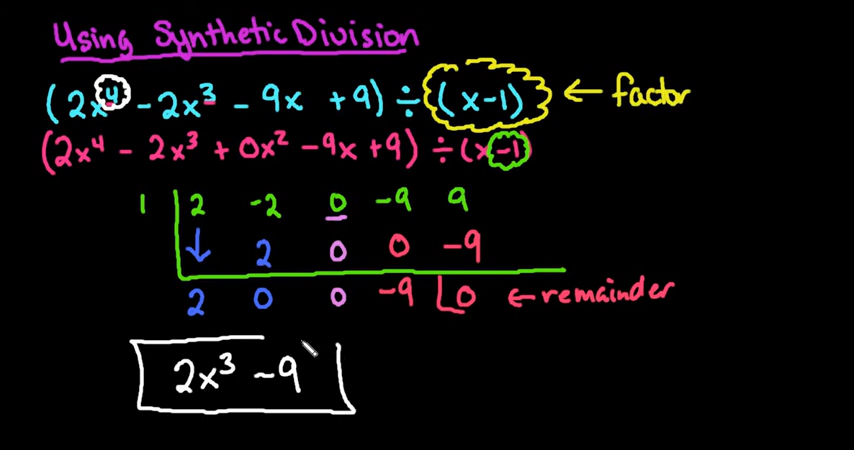 Using Synthetic Division
(2x⁴ - 2x³ - 9x + 9) ÷ (x-1) ← factor
(2x⁴ - 2x³ + 0x² - 9x + 9) ÷ (x-1)
1 | 2 -2 0 -9 9
↓ 2 0 0 -9
2 0 0 -9 | 0 ← remainder
2x³ - 9